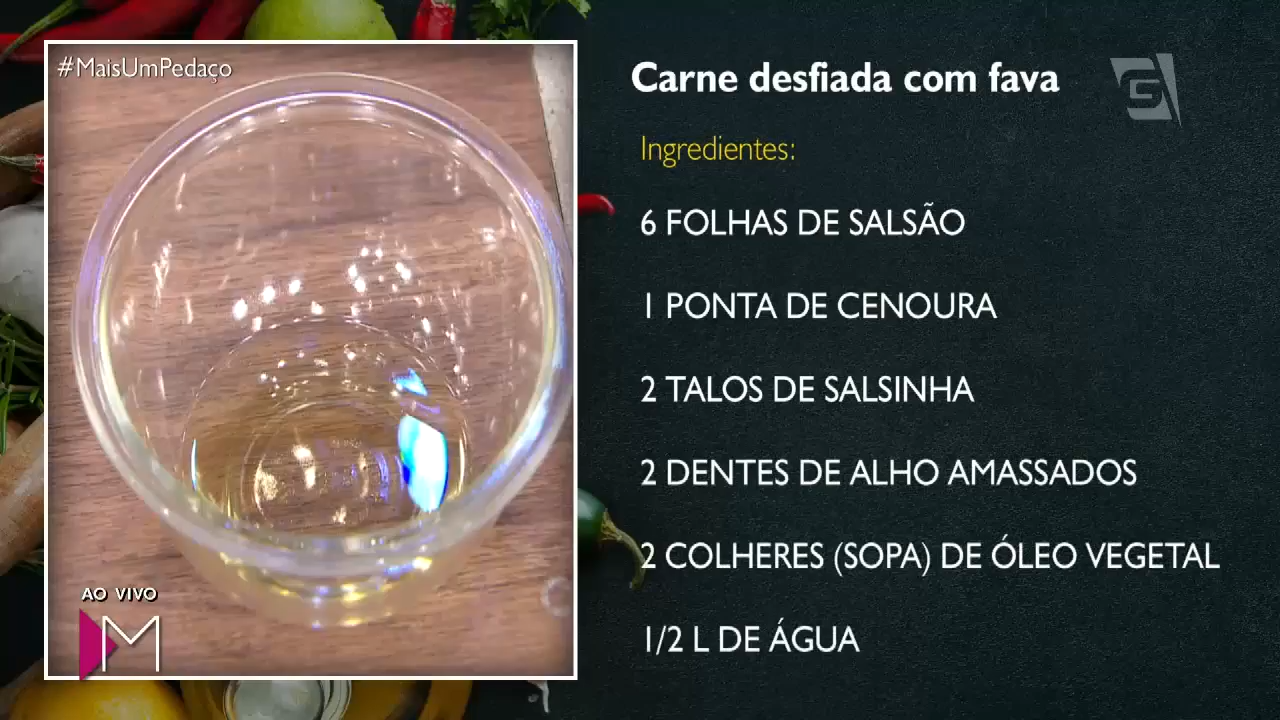 #MaisUmPedaço
Carne desfiada com fava
Ingredientes:
6 FOLHAS DE SALSÃO
1 PONTA DE CENOURA
2 TALOS DE SALSINHA
2 DENTES DE ALHO AMASSADOS
2 COLHERES (SOPA) DE ÓLEO VEGETAL
1/2 L DE ÁGUA
AO VIVO
M